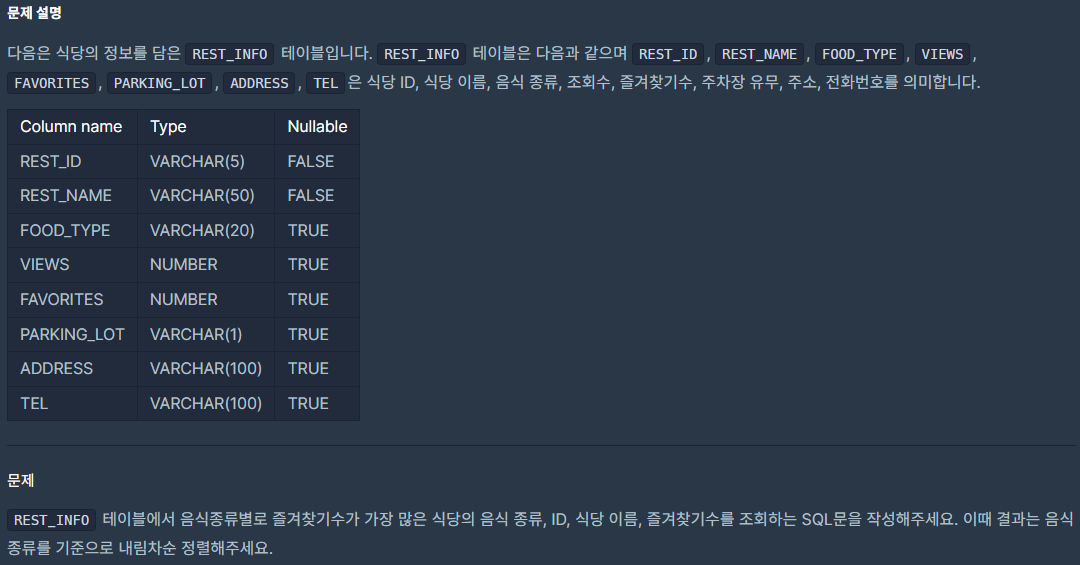 문제 설명
다음은 식당의 정보를 담은 REST_INFO 테이블입니다. REST_INFO 테이블은 다음과 같으며 REST_ID , REST_NAME , FOOD_TYPE , VIEWS ,
FAVORITES , PARKING_LOT , ADDRESS , TEL 은 식당 ID, 식당 이름, 음식 종류, 조회수, 즐겨찾기수, 주차장 유무, 주소, 전화번호를 의미합니다.
Column name Type Nullable
REST_ID VARCHAR(5) FALSE
REST_NAME VARCHAR(50) FALSE
FOOD_TYPE VARCHAR(20) TRUE
VIEWS NUMBER TRUE
FAVORITES NUMBER TRUE
PARKING_LOT VARCHAR(1) TRUE
ADDRESS VARCHAR(100) TRUE
TEL VARCHAR(100) TRUE
문제
REST_INFO 테이블에서 음식종류별로 즐겨찾기수가 가장 많은 식당의 음식 종류, ID, 식당 이름, 즐겨찾기수를 조회하는 SQL문을 작성해주세요. 이때 결과는 음식
종류를 기준으로 내림차순 정렬해주세요.